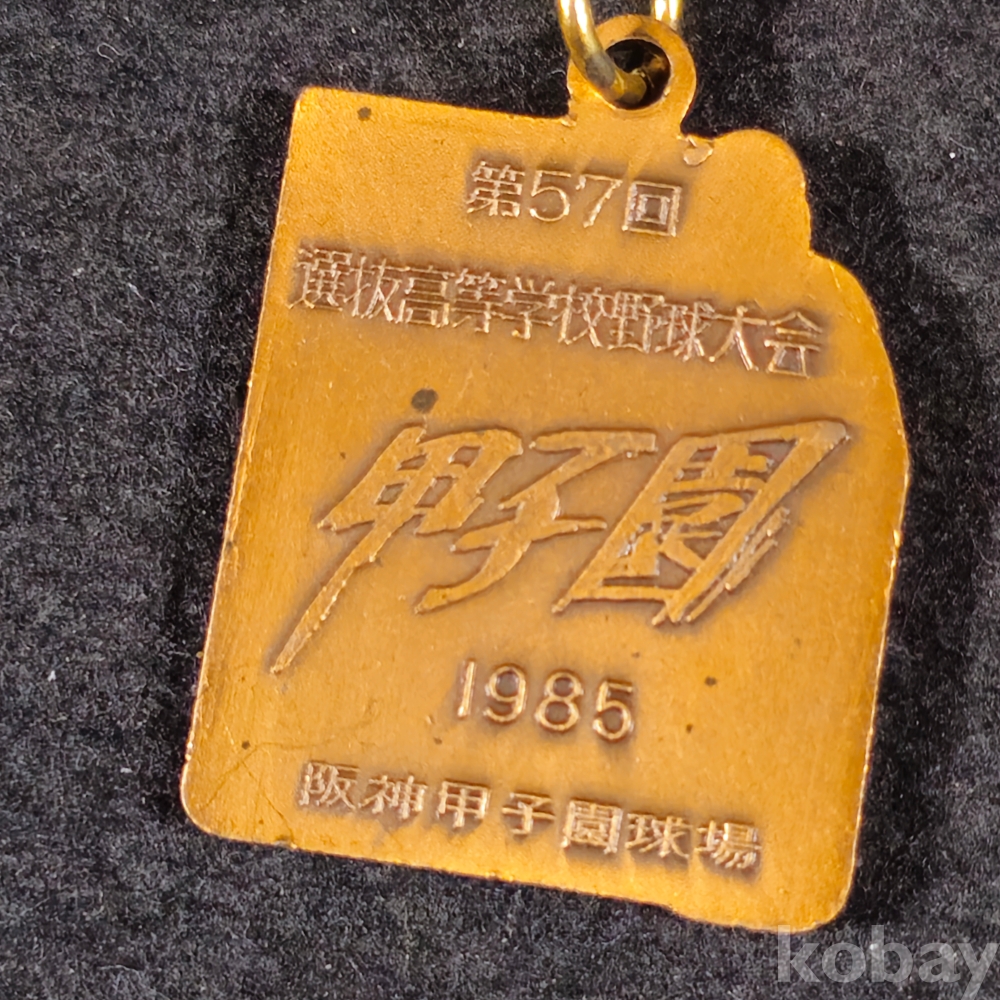 第57回
選抜高等学校野球大会
甲子園
1985
阪神甲子園球場
kobay